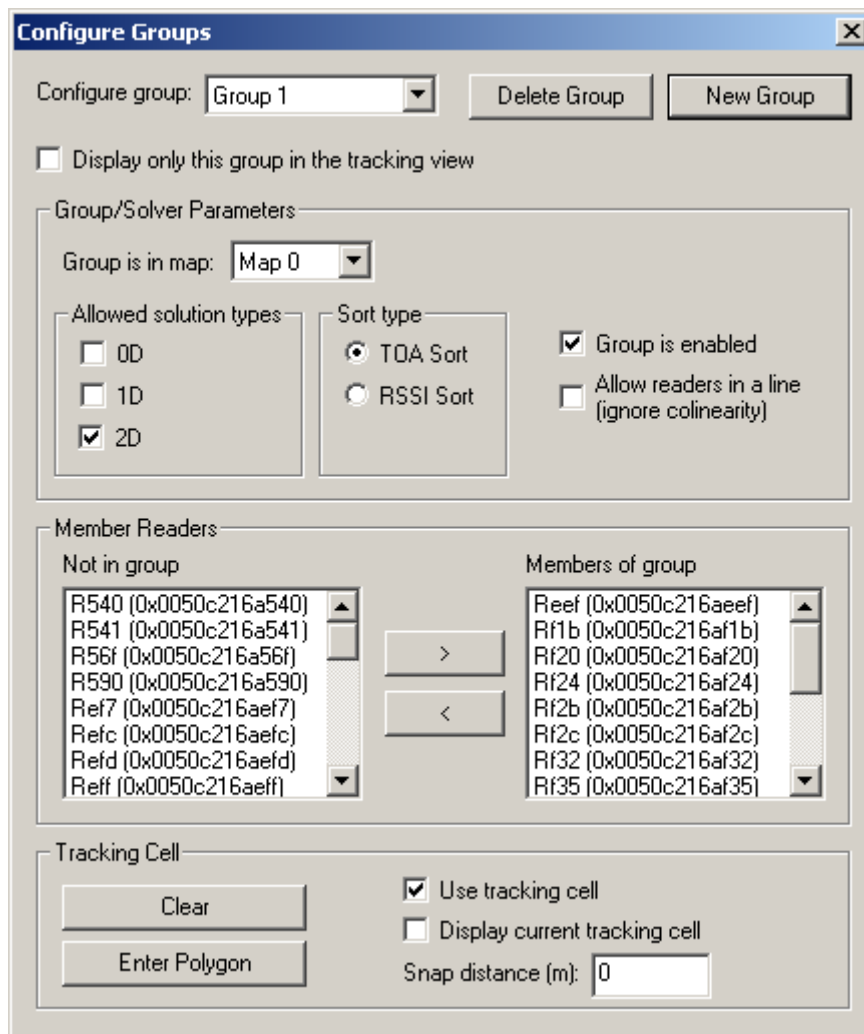 Configure Groups
Configure group: Group 1 Delete Group New Group
Display only this group in the tracking view
Group/Solver Parameters
Group is in map: Map 0
Allowed solution types
0D
1D
2D
Sort type
TOA Sort
RSSI Sort
Group is enabled
Allow readers in a line
(ignore colinearity)
Member Readers
Not in group
R540 (0x0050c216a540)
R541 (0x0050c216a541)
R56f (0x0050c216a56f)
R590 (0x0050c216a590)
Ref7 (0x0050c216aef7)
Refc (0x0050c216aefc)
Refd (0x0050c216aefd)
Reff (0x0050c216aeff)
>
<
Members of group
Reef (0x0050c216aeef)
Rf1b (0x0050c216af1b)
Rf20 (0x0050c216af20)
Rf24 (0x0050c216af24)
Rf2b (0x0050c216af2b)
Rf2c (0x0050c216af2c)
Rf32 (0x0050c216af32)
Rf35 (0x0050c216af35)
Tracking Cell
Clear
Enter Polygon
Use tracking cell
Display current tracking cell
Snap distance (m): 0